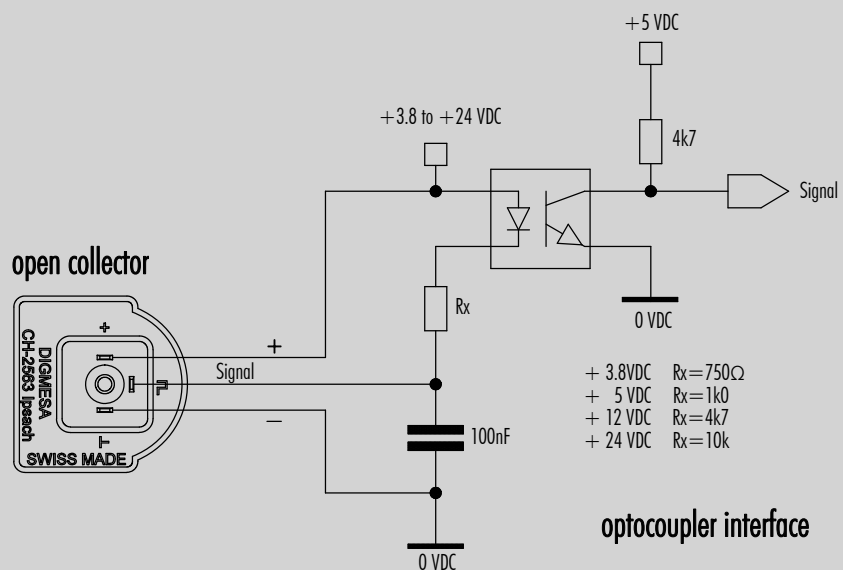 +5 VDC
+3.8 to +24 VDC
4k7
Signal
open collector
Rx
0 VDC
+
Signal
−
+
DIGMESA
CH-2563 Ipsach
SWISS MADE
100nF
+ 3.8VDC Rx=750Ω
+ 5 VDC Rx=1k0
+ 12 VDC Rx=4k7
+ 24 VDC Rx=10k
optocoupler interface
0 VDC